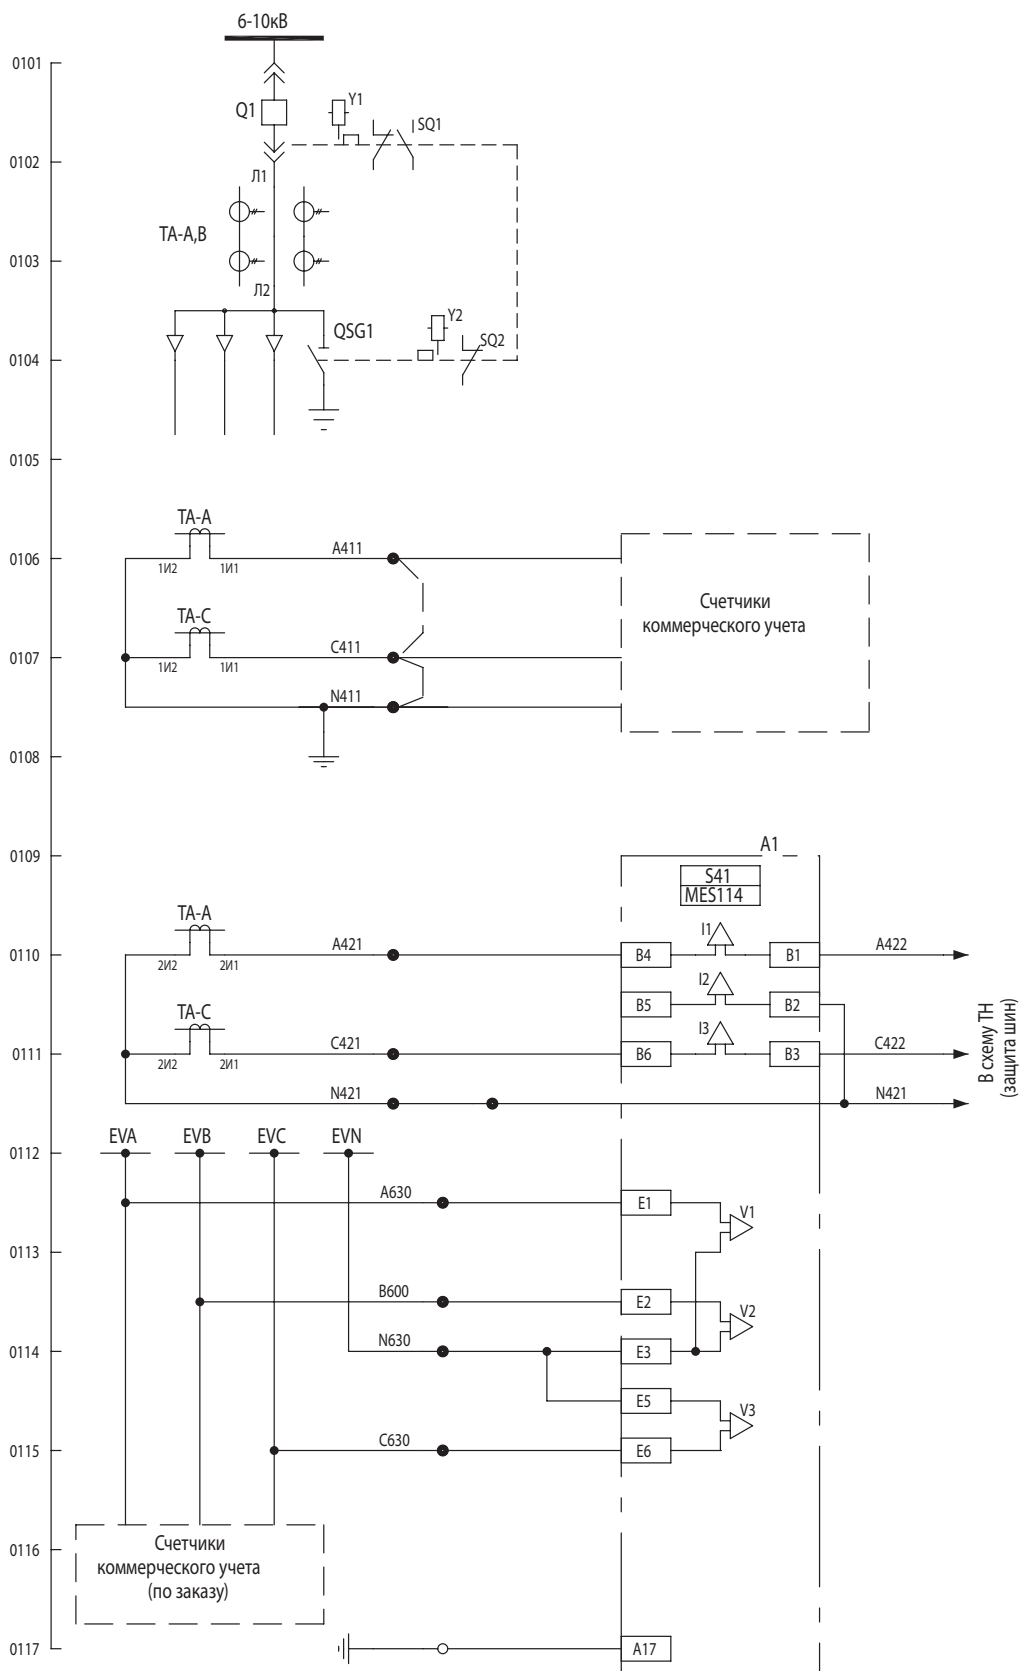 6-10кВ
0101
Q1
Y1
SQ1
0102
Л1
TA-A,B
0103
Л2
QSG1
Y2
SQ2
0104
0105
TA-A
A411
0106
1И2
1И1
Счетчики
коммерческого учета
TA-C
C411
0107
1И2
1И1
N411
0108
0109
A1
S41
MES114
TA-A
I1
A421
0110
2И2
2И1
B4
B1
A422
I2
B5
B2
TA-C
I3
C421
0111
2И2
2И1
B6
B3
C422
N421
N421
В схему ТН
(защита шин)
0112
EVA
EVB
EVC
EVN
A630
E1
V1
0113
B600
E2
V2
N630
0114
E3
E5
V3
C630
0115
E6
0116
Счетчики
коммерческого учета
(по заказу)
0117
A17